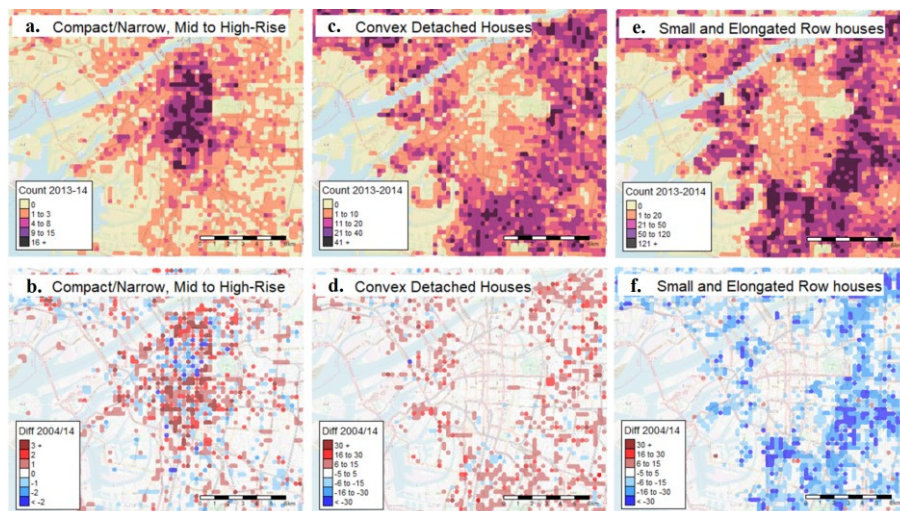 a. Compact/Narrow, Mid to High-Rise
Count 2013-14
0
1 to 3
4 to 8
9 to 15
16 +
c. Convex Detached Houses
Count 2013-2014
0
1 to 10
11 to 20
21 to 40
41 +
e. Small and Elongated Row houses
Count 2013-2014
0
1 to 20
21 to 50
50 to 120
121 +
b. Compact/Narrow, Mid to High-Rise
Diff 2004/14
3 +
2
1
0
-1
-2
< -2
d. Convex Detached Houses
Diff 2004/14
30 +
16 to 30
6 to 15
-5 to 5
-6 to -15
-16 to -30
< -30
f. Small and Elongated Row houses
Diff 2004/14
30 +
16 to 30
6 to 15
-5 to 5
-6 to -15
-16 to -30
< -30